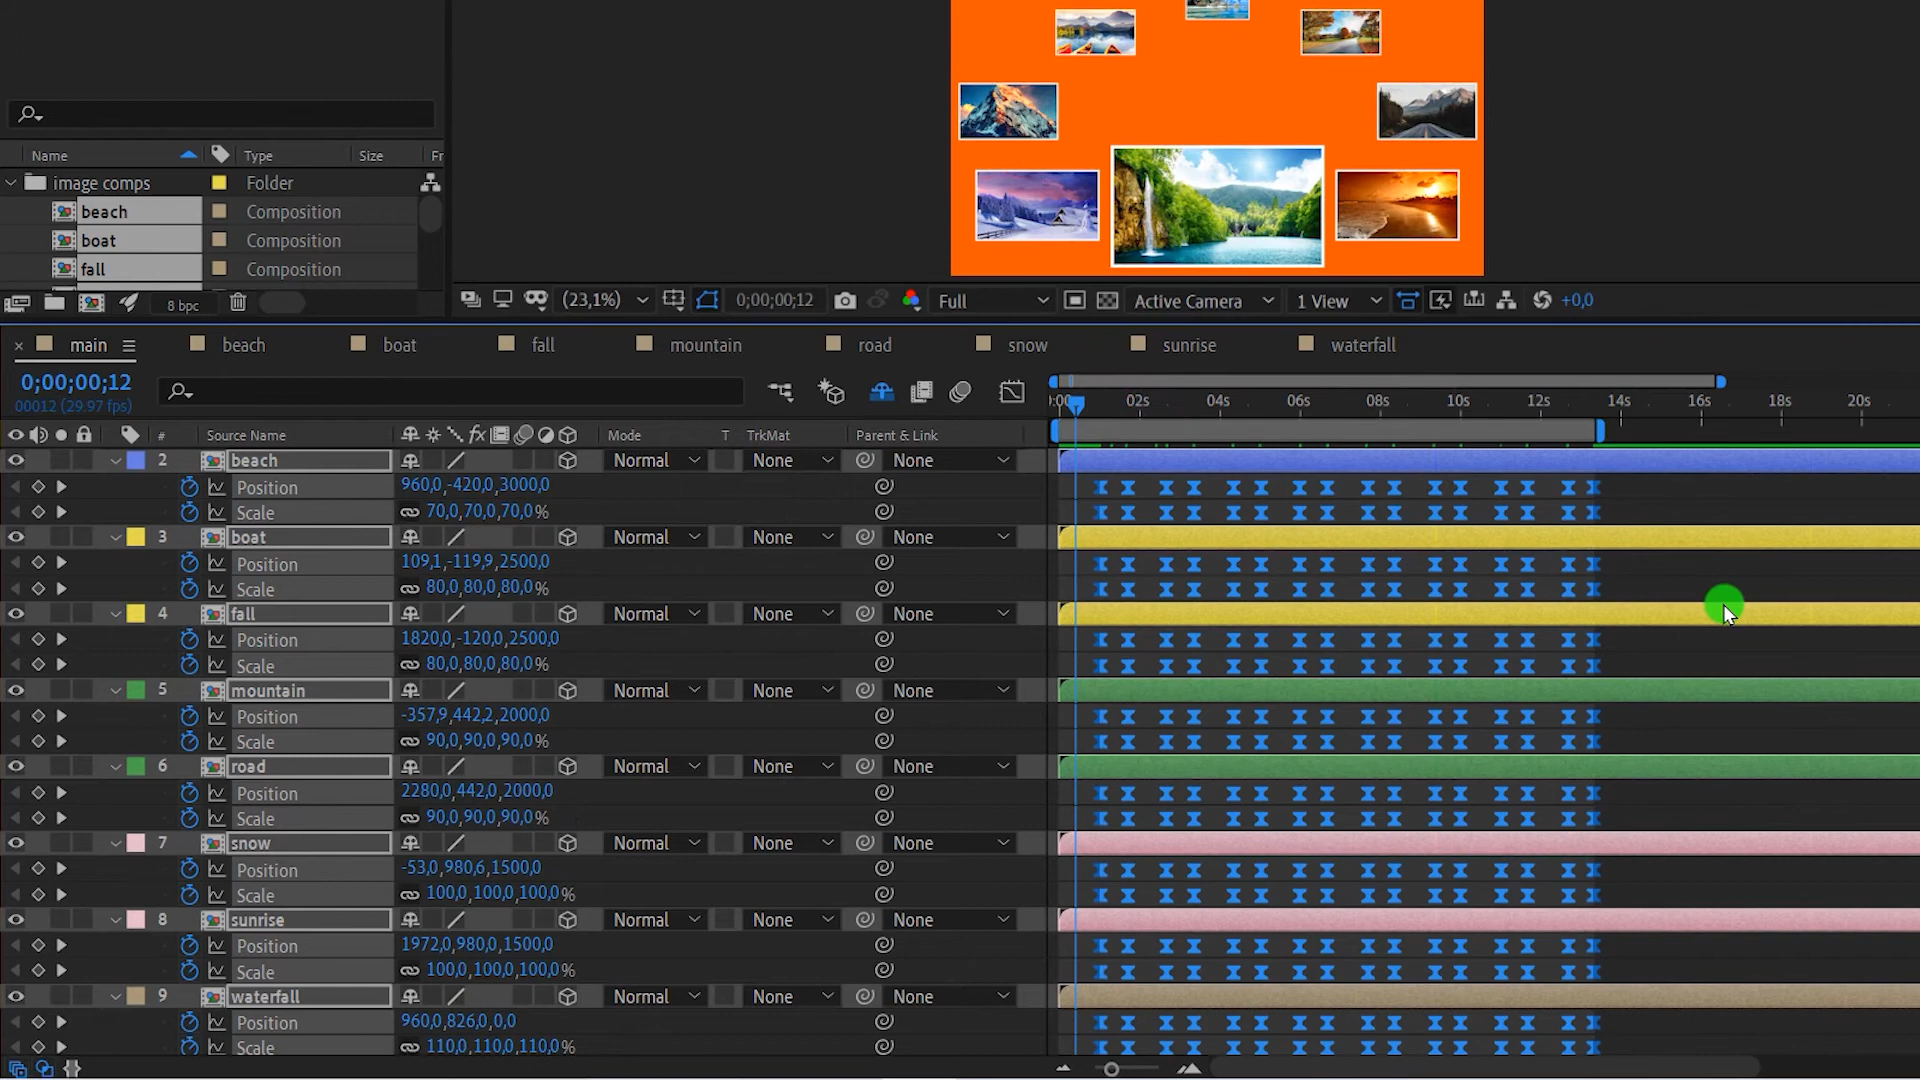 Name Type Size Fr
image comps Folder
beach Composition
boat Composition
fall Composition
8 bpc
(23,1%) 0;00;00;12 Full Active Camera 1 View +0,0
× main beach boat fall mountain road snow sunrise waterfall
0;00;00;12
00012 (29.97 fps)
02s 04s 06s 08s 10s 12s 14s 16s 18s 20s
# Source Name fx Mode T TrkMat Parent & Link
2 beach Normal None None
Position 960,0,-420,0,3000,0
Scale 70,0,70,0,70,0%
3 boat Normal None None
Position 109,1,-119,9,2500,0
Scale 80,0,80,0,80,0%
4 fall Normal None None
Position 1820,0,-120,0,2500,0
Scale 80,0,80,0,80,0%
5 mountain Normal None None
Position -357,9,442,2,2000,0
Scale 90,0,90,0,90,0%
6 road Normal None None
Position 2280,0,442,0,2000,0
Scale 90,0,90,0,90,0%
7 snow Normal None None
Position -53,0,980,6,1500,0
Scale 100,0,100,0,100,0%
8 sunrise Normal None None
Position 1972,0,980,0,1500,0
Scale 100,0,100,0,100,0%
9 waterfall Normal None None
Position 960,0,826,0,0,0
Scale 110,0,110,0,110,0%